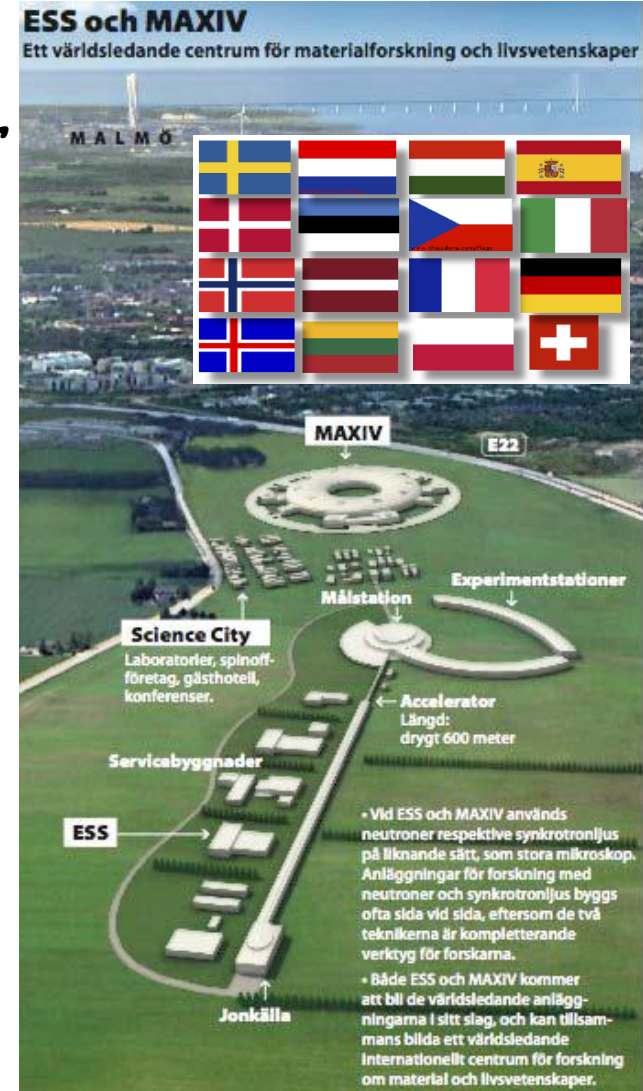 ESS och MAXIV
Ett världsledande centrum för materialforskning och livsvetenskaper
MALMÖ
MAXIV
E22
Experimentstationer
Målstation
Science City
Laboratorier, spinoff-
företag, gästhotell,
konferenser.
Accelerator
Längd:
drygt 600 meter
Servicebyggnader
ESS
• Vid ESS och MAXIV används
neutroner respektive synkrotronljus
på liknande sätt, som stora mikroskop.
Anläggningar för forskning med
neutroner och synkrotronljus byggs
ofta sida vid sida, eftersom de två
teknikerna är kompletterande
verktyg för forskarna.
• Både ESS och MAXIV kommer
att bli de världsledande anlägg-
ningarna i sitt slag, och kan tillsam-
mans bilda ett världsledande
internationellt centrum för forskning
om material och livsvetenskaper.
Jonkälla